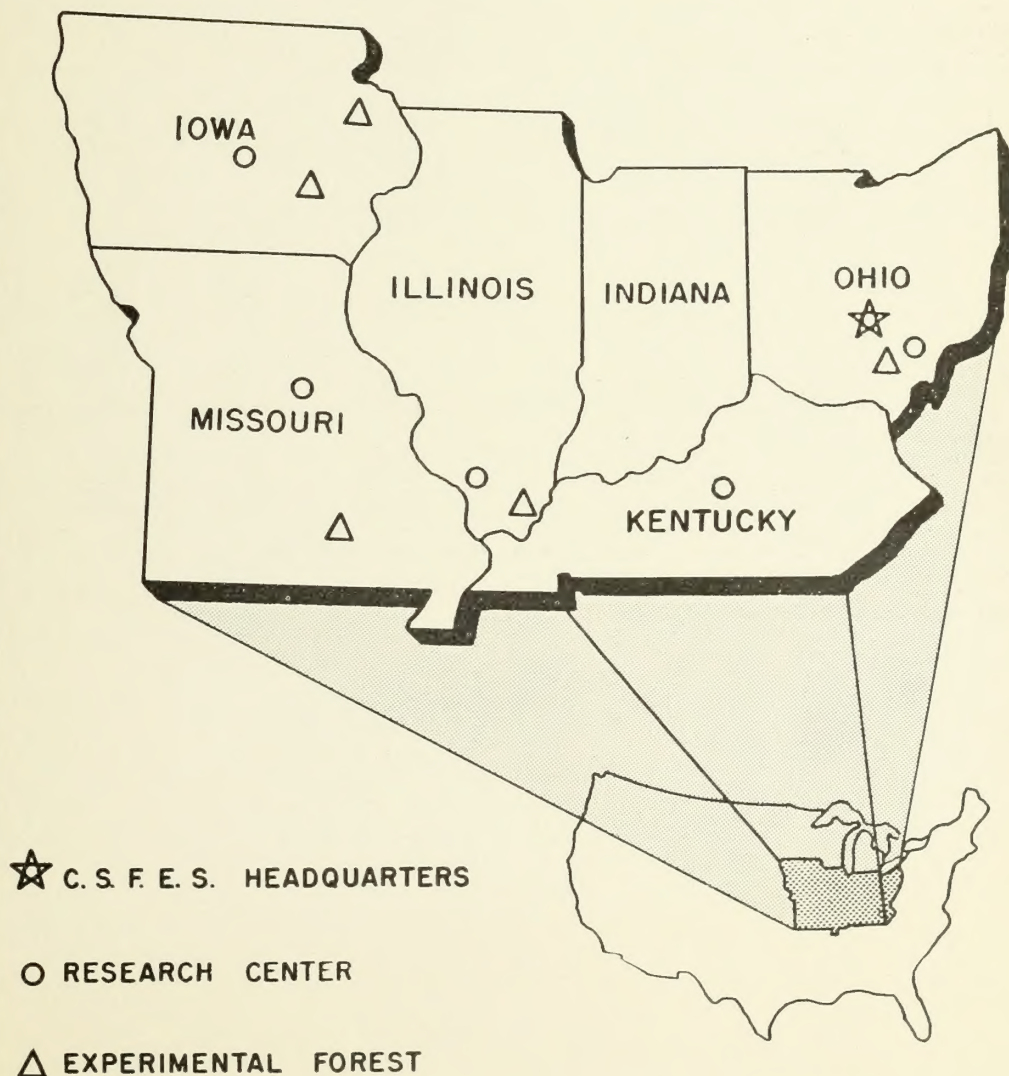 IOWA
ILLINOIS
INDIANA
OHIO
MISSOURI
KENTUCKY
C. S. F. E. S. HEADQUARTERS
RESEARCH CENTER
EXPERIMENTAL FOREST